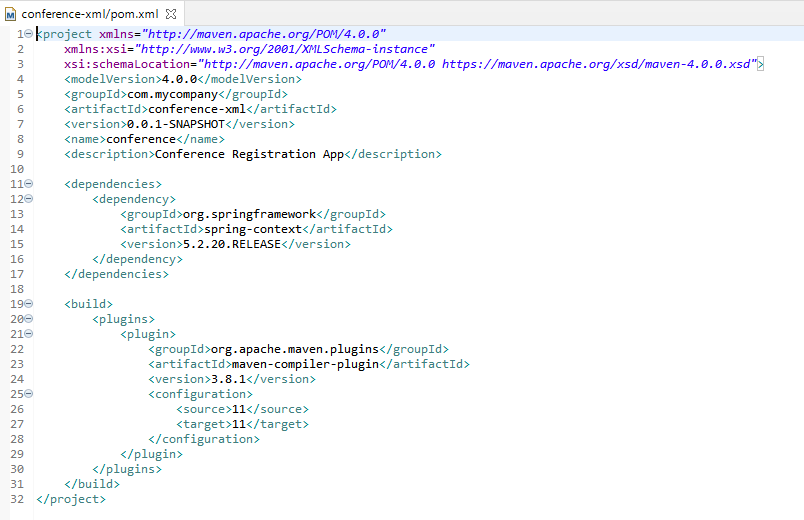 conference-xml/pom.xml
1 <project xmlns="http://maven.apache.org/POM/4.0.0"
2     xmlns:xsi="http://www.w3.org/2001/XMLSchema-instance"
3     xsi:schemaLocation="http://maven.apache.org/POM/4.0.0 https://maven.apache.org/xsd/maven-4.0.0.xsd">
4     <modelVersion>4.0.0</modelVersion>
5     <groupId>com.mycompany</groupId>
6     <artifactId>conference-xml</artifactId>
7     <version>0.0.1-SNAPSHOT</version>
8     <name>conference</name>
9     <description>Conference Registration App</description>
10
11     <dependencies>
12         <dependency>
13             <groupId>org.springframework</groupId>
14             <artifactId>spring-context</artifactId>
15             <version>5.2.20.RELEASE</version>
16         </dependency>
17     </dependencies>
18
19     <build>
20         <plugins>
21             <plugin>
22                 <groupId>org.apache.maven.plugins</groupId>
23                 <artifactId>maven-compiler-plugin</artifactId>
24                 <version>3.8.1</version>
25                 <configuration>
26                     <source>11</source>
27                     <target>11</target>
28                 </configuration>
29             </plugin>
30         </plugins>
31     </build>
32 </project>